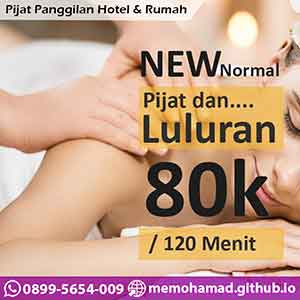 Pijat Panggilan Hotel & Rumah
NEW Normal
Pijat dan....
Luluran
80k
/ 120 Menit
0899-5654-009 memohamad.github.io